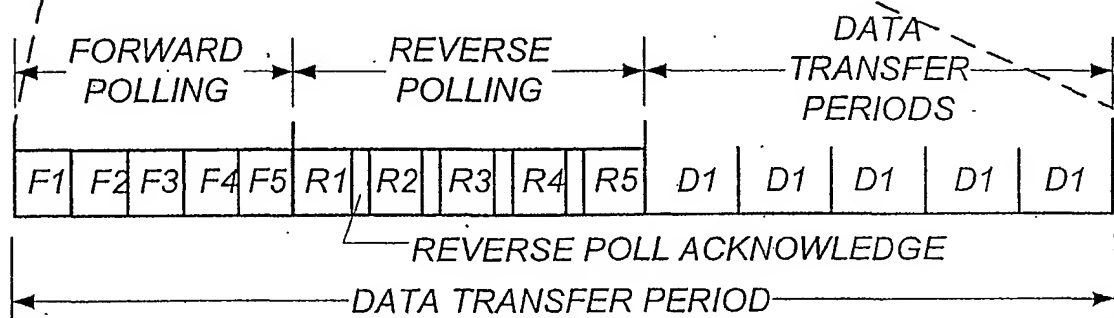 FORWARD POLLING
REVERSE POLLING
DATA TRANSFER PERIODS
F1 F2 F3 F4 F5 R1 R2 R3 R4 R5 D1 D1 D1 D1 D1
REVERSE POLL ACKNOWLEDGE
DATA TRANSFER PERIOD